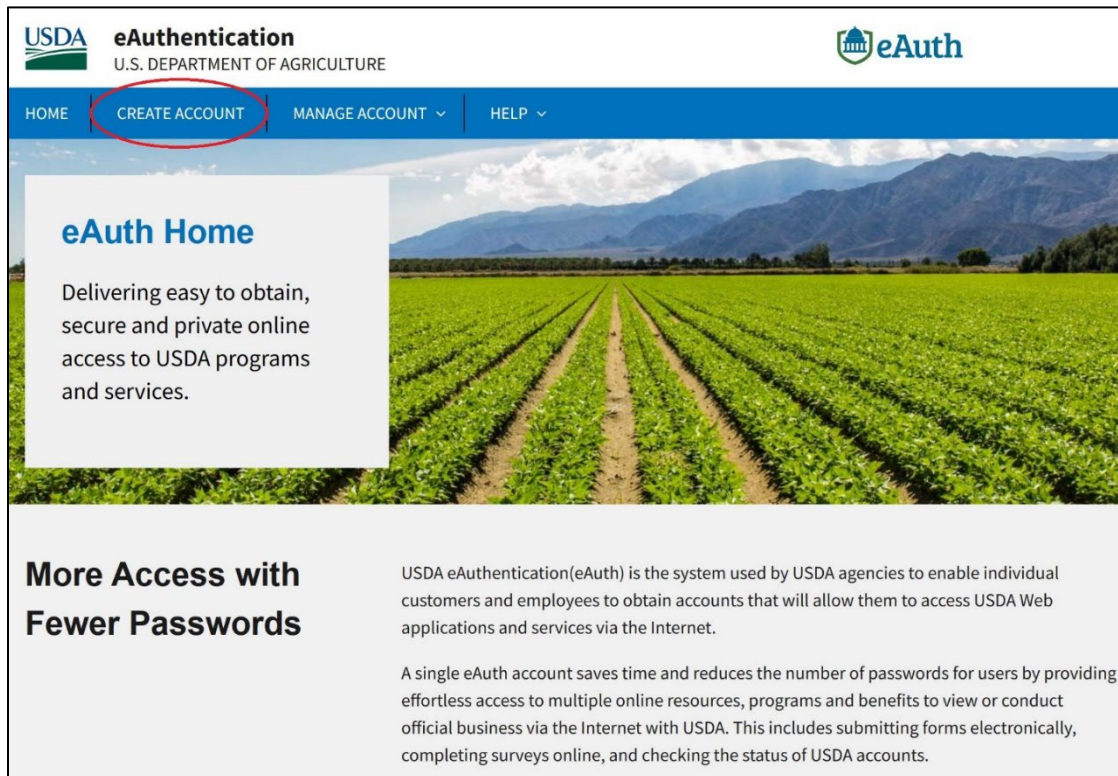 USDA
eAuthentication
U.S. DEPARTMENT OF AGRICULTURE
eAuth
HOME
CREATE ACCOUNT
MANAGE ACCOUNT
HELP
eAuth Home
Delivering easy to obtain,
secure and private online
access to USDA programs
and services.
More Access with
Fewer Passwords
USDA eAuthentication(eAuth) is the system used by USDA agencies to enable individual
customers and employees to obtain accounts that will allow them to access USDA Web
applications and services via the Internet.
A single eAuth account saves time and reduces the number of passwords for users by providing
effortless access to multiple online resources, programs and benefits to view or conduct
official business via the Internet with USDA. This includes submitting forms electronically,
completing surveys online, and checking the status of USDA accounts.